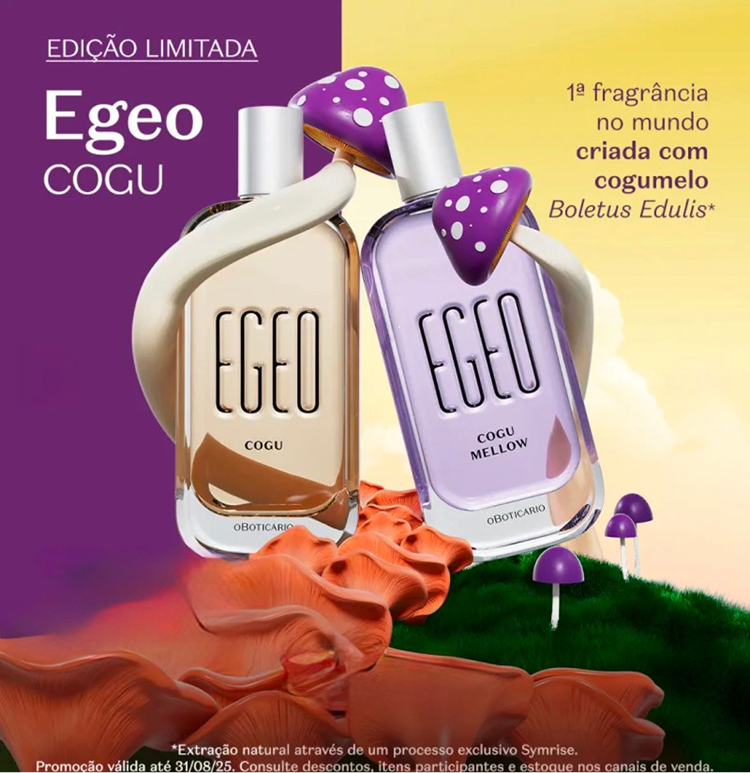 EDIÇÃO LIMITADA
Egeo
COGU
1ª fragrância
no mundo
criada com
cogumelo
Boletus Edulis*
EGEO
COGU
oBOTICÁRIO
EGEO
COGU
MELLOW
oBOTICÁRIO
*Extração natural através de um processo exclusivo Symrise.
Promoção válida até 31/08/25. Consulte descontos, itens participantes e estoque nos canais de venda.